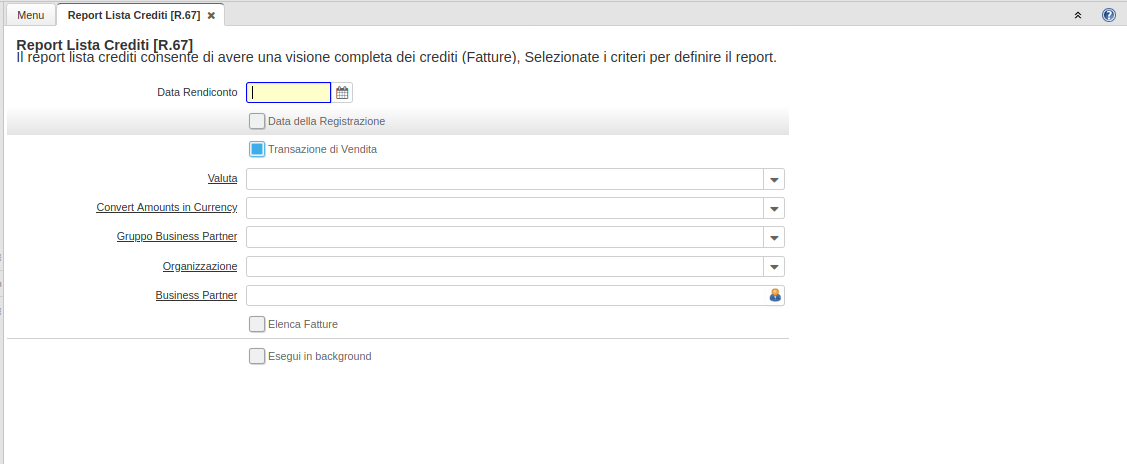 Menu
Report Lista Crediti [R.67]
Report Lista Crediti [R.67]
Il report lista crediti consente di avere una visione completa dei crediti (Fatture), Selezionate i criteri per definire il report.
Data Rendiconto
Data della Registrazione
Transazione di Vendita
Valuta
Convert Amounts in Currency
Gruppo Business Partner
Organizzazione
Business Partner
Elenca Fatture
Esegui in background